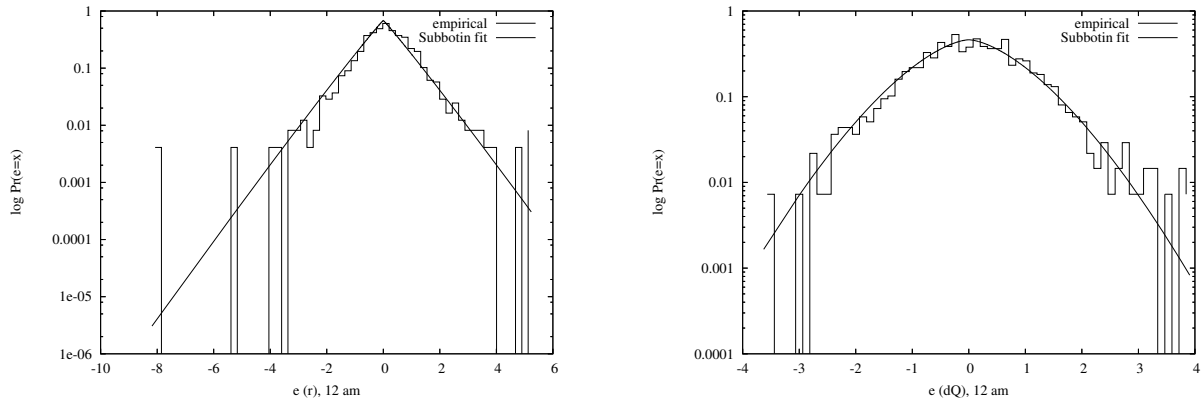 empirical
Subbotin fit
1
0.1
0.01
0.001
0.0001
1e-05
1e-06
log Pr(e=x)
-10 -8 -6 -4 -2 0 2 4 6
e (r), 12 am
empirical
Subbotin fit
1
0.1
0.01
0.001
0.0001
log Pr(e=x)
-4 -3 -2 -1 0 1 2 3 4
e (dQ), 12 am